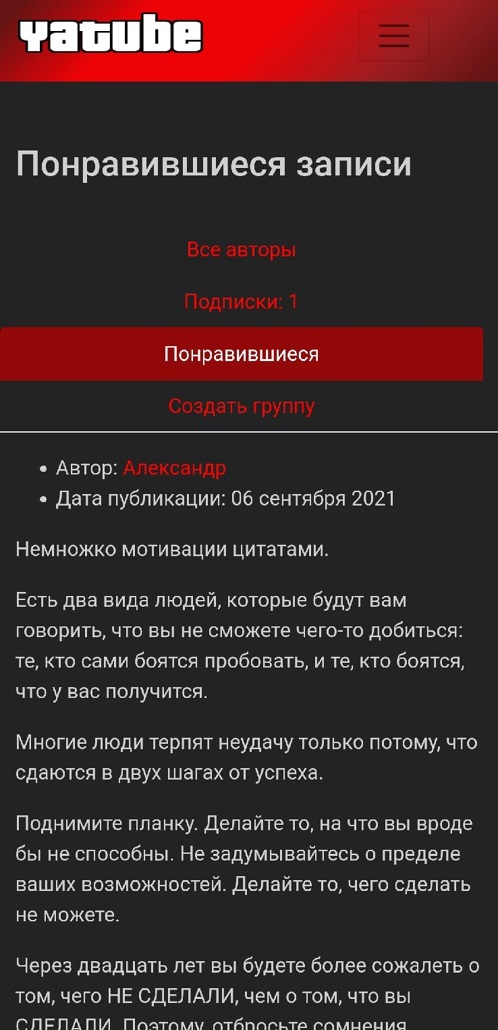 Yatube
Понравившиеся записи
Все авторы
Подписки: 1
Понравившиеся
Создать группу
Автор: Александр
Дата публикации: 06 сентября 2021
Немножко мотивации цитатами.
Есть два вида людей, которые будут вам
говорить, что вы не сможете чего-то добиться:
те, кто сами боятся пробовать, и те, кто боятся,
что у вас получится.
Многие люди терпят неудачу только потому, что
сдаются в двух шагах от успеха.
Поднимите планку. Делайте то, на что вы вроде
бы не способны. Не задумывайтесь о пределе
ваших возможностей. Делайте то, чего сделать
не можете.
Через двадцать лет вы будете более сожалеть о
том, чего НЕ СДЕЛАЛИ, чем о том, что вы
СДЕЛАЛИ. Поэтому, отбросьте сомнения